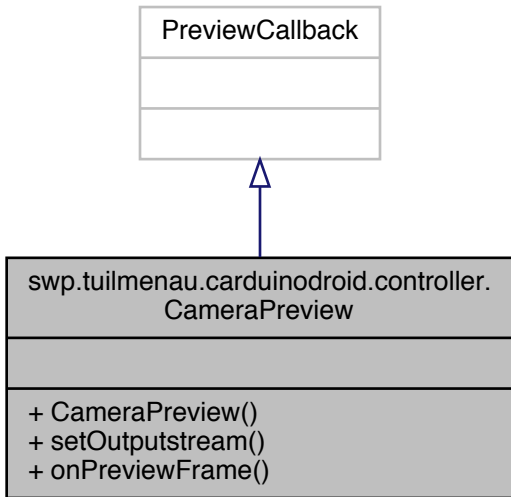 PreviewCallback
swp.tuilmenau.carduinodroid.controller.
CameraPreview
+ CameraPreview()
+ setOutputstream()
+ onPreviewFrame()